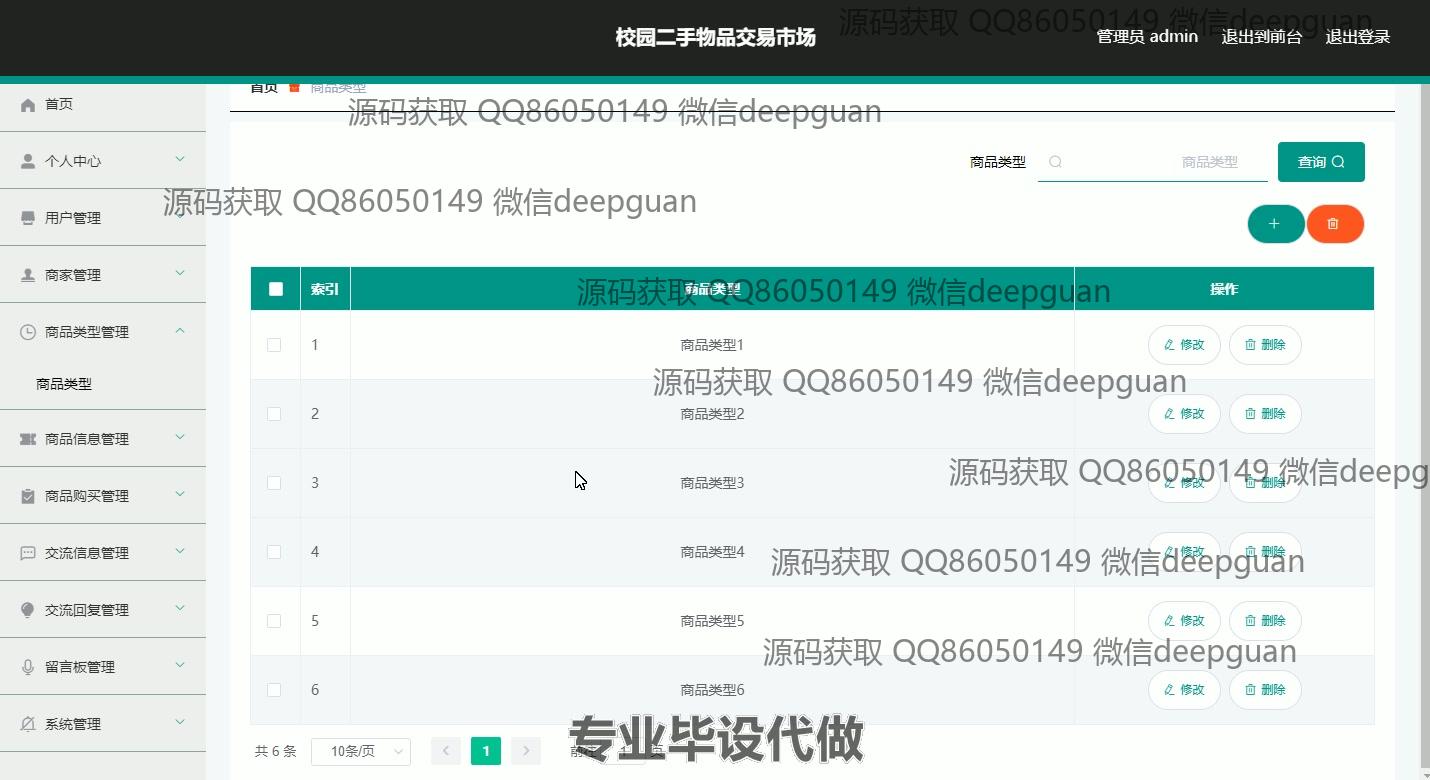 校园二手物品交易市场
源码获取 QQ86050149 微信deepguan
管理员 admin 退出到前台 退出登录
首页 商品类型
首页
源码获取 QQ86050149 微信deepguan
个人中心
商品类型 商品类型 查询
源码获取 QQ86050149 微信deepguan
用户管理
商家管理
索引 商品类型 操作
源码获取 QQ86050149 微信deepguan
商品类型管理
1 商品类型1 修改 删除
源码获取 QQ86050149 微信deepguan
商品类型
2 商品类型2 修改 删除
商品信息管理
源码获取 QQ86050149 微信deepg
3 商品类型3 修改 删除
商品购买管理
4 商品类型4 修改 删除
交流信息管理
源码获取 QQ86050149 微信deepguan
交流回复管理
5 商品类型5 修改 删除
源码获取 QQ86050149 微信deepguan
留言板管理
6 商品类型6 修改 删除
系统管理
专业毕设代做
共 6 条 10条/页 1 前往 1 页